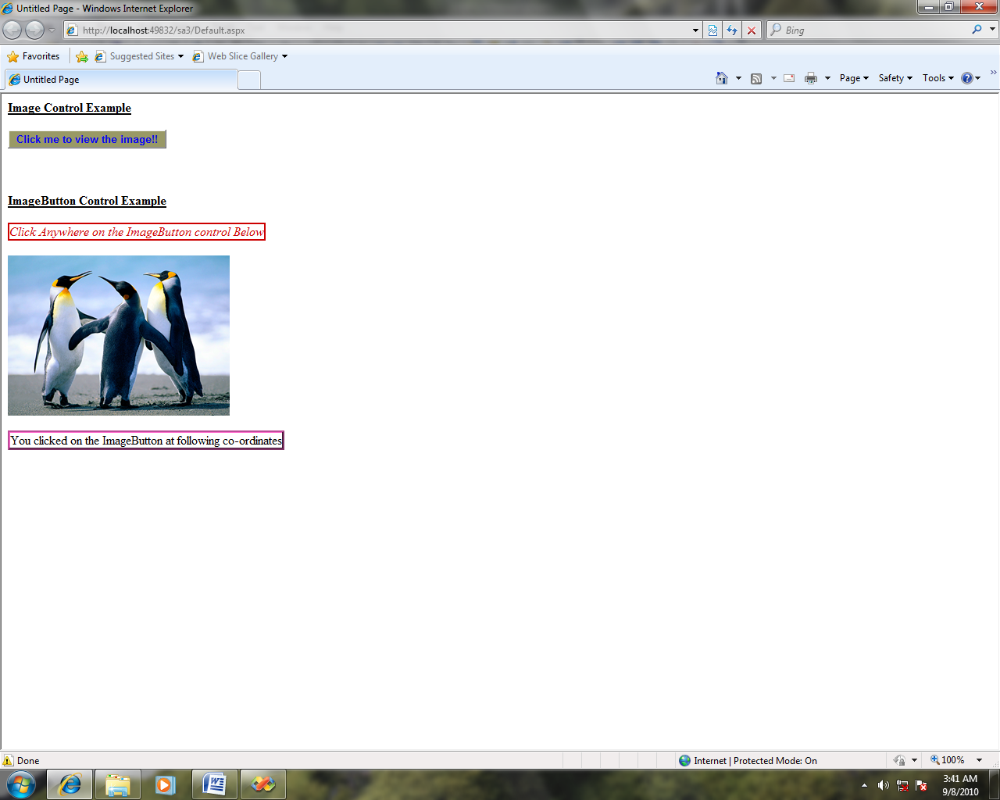 Untitled Page - Windows Internet Explorer
http://localhost:49832/sa3/Default.aspx
Bing
Favorites
Suggested Sites
Web Slice Gallery
Untitled Page
Page
Safety
Tools
Image Control Example
Click me to view the image!!
ImageButton Control Example
Click Anywhere on the ImageButton control Below
You clicked on the ImageButton at following co-ordinates
Done
Internet | Protected Mode: On
100%
3:41 AM
9/8/2010